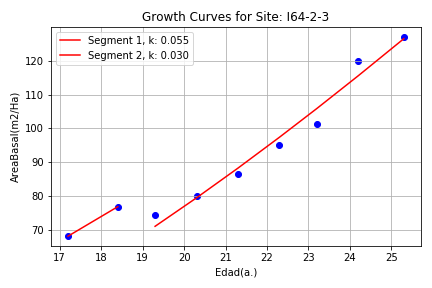 Growth Curves for Site: I64-2-3
Segment 1, k: 0.055
Segment 2, k: 0.030
AreaBasal(m2/Ha)
120
110
100
90
80
70
17 18 19 20 21 22 23 24 25
Edad(a.)